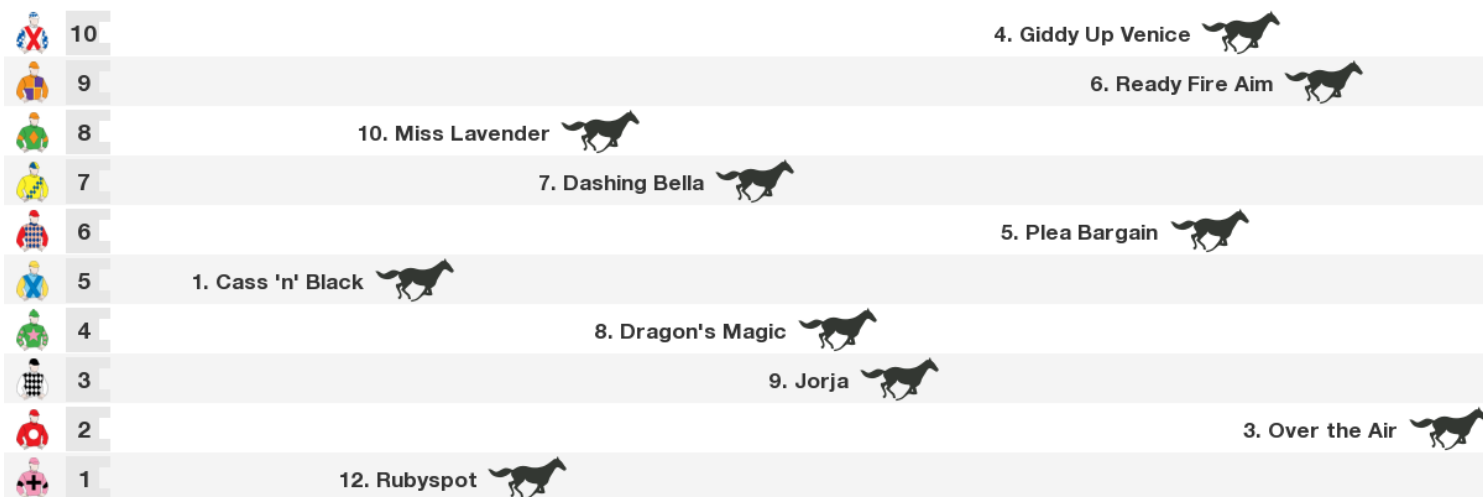 10 4. Giddy Up Venice
9 6. Ready Fire Aim
8 10. Miss Lavender
7 7. Dashing Bella
6 5. Plea Bargain
5 1. Cass 'n' Black
4 8. Dragon's Magic
3 9. Jorja
2 3. Over the Air
1 12. Rubyspot